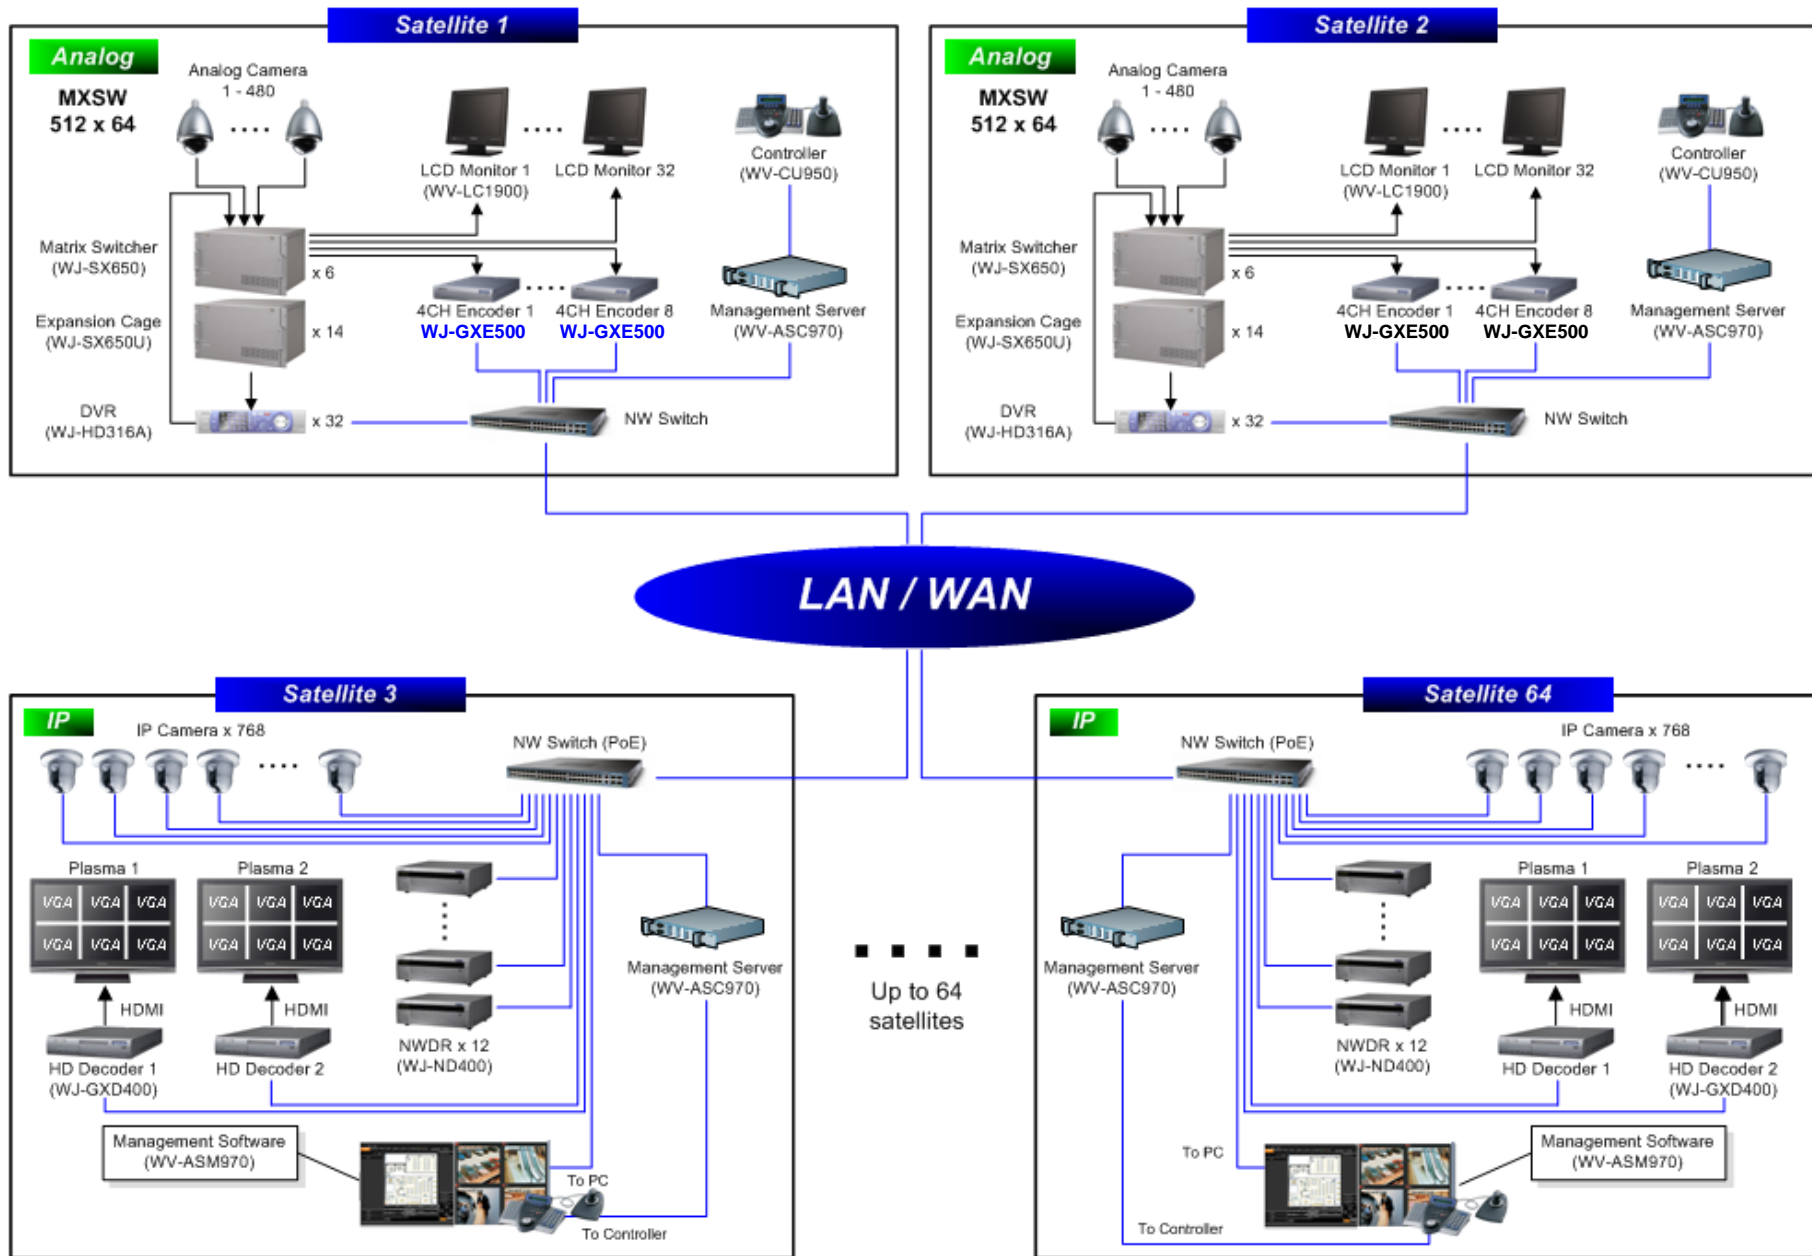 Satellite 1
Analog
MXSW
512 x 64
Analog Camera
1 - 480
LCD Monitor 1
(WV-LC1900)
LCD Monitor 32
Controller
(WV-CU950)
Matrix Switcher
(WJ-SX650)
x 6
Expansion Cage
(WJ-SX650U)
x 14
4CH Encoder 1
WJ-GXE500
4CH Encoder 8
WJ-GXE500
Management Server
(WV-ASC970)
DVR
(WJ-HD316A)
x 32
NW Switch
Satellite 2
Analog
MXSW
512 x 64
Analog Camera
1 - 480
LCD Monitor 1
(WV-LC1900)
LCD Monitor 32
Controller
(WV-CU950)
Matrix Switcher
(WJ-SX650)
x 6
Expansion Cage
(WJ-SX650U)
x 14
4CH Encoder 1
WJ-GXE500
4CH Encoder 8
WJ-GXE500
Management Server
(WV-ASC970)
DVR
(WJ-HD316A)
x 32
NW Switch
LAN / WAN
Satellite 3
IP
IP Camera x 768
NW Switch (PoE)
Plasma 1
VGA VGA VGA
VGA VGA VGA
Plasma 2
VGA VGA VGA
VGA VGA VGA
HDMI
HDMI
HD Decoder 1
(WJ-GXD400)
HD Decoder 2
NWDR x 12
(WJ-ND400)
Management Server
(WV-ASC970)
Management Software
(WV-ASM970)
To PC
To Controller
Up to 64
satellites
Satellite 64
IP
NW Switch (PoE)
IP Camera x 768
Management Server
(WV-ASC970)
NWDR x 12
(WJ-ND400)
Plasma 1
VGA VGA VGA
VGA VGA VGA
Plasma 2
VGA VGA VGA
VGA VGA VGA
HDMI
HDMI
HD Decoder 1
HD Decoder 2
(WJ-GXD400)
To PC
To Controller
Management Software
(WV-ASM970)